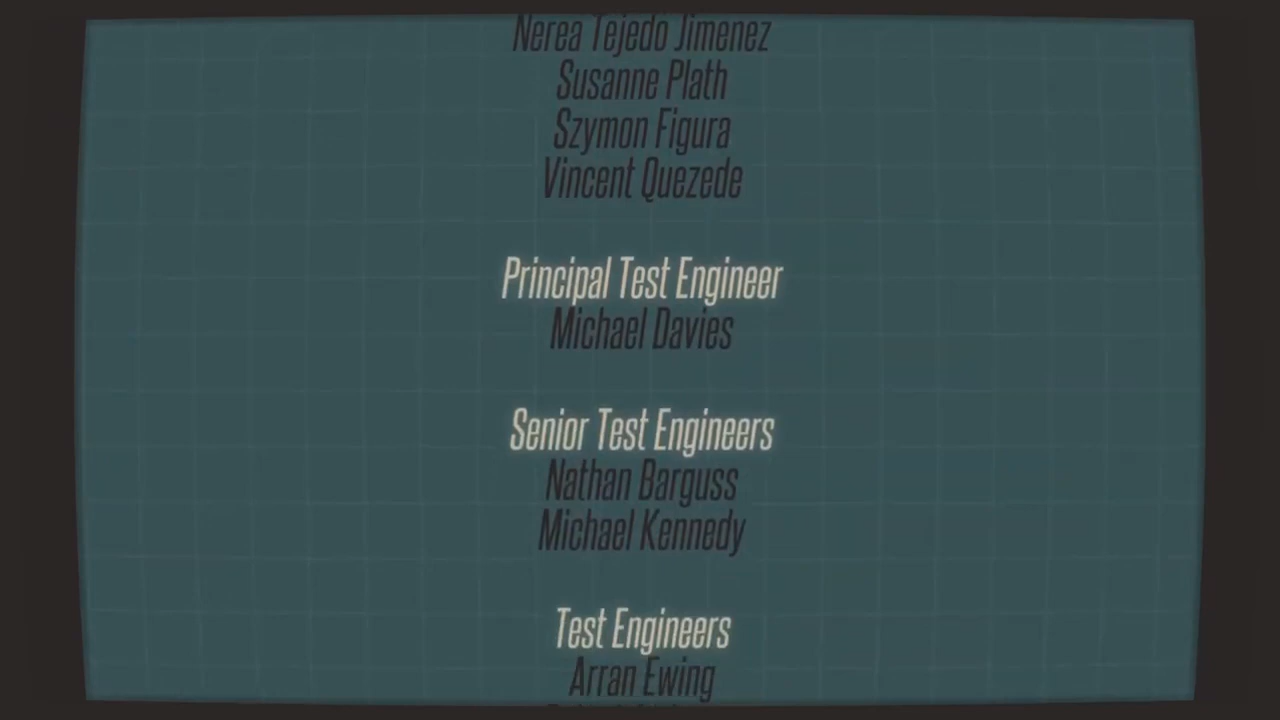 Nerea Tejedo Jimenez
Susanne Plath
Szymon Figura
Vincent Quezede
Principal Test Engineer
Michael Davies
Senior Test Engineers
Nathan Barguss
Michael Kennedy
Test Engineers
Arran Ewing